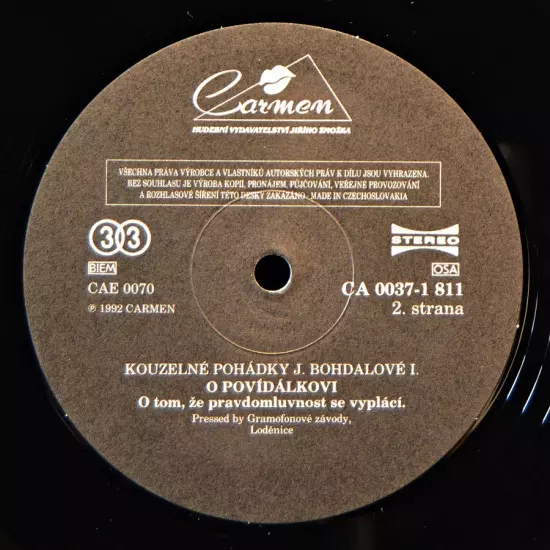 Carmen
HUDEBNÍ VYDAVATELSTVÍ JIŘÍHO ZMOŽKA
VŠECHNA PRÁVA VÝROBCE A VLASTNÍKŮ AUTORSKÝCH PRÁV K DÍLU JSOU VYHRAZENA.
BEZ SOUHLASU JE VÝROBA KOPIÍ, PRONÁJEM, PŮJČOVÁNÍ, VEŘEJNÉ PROVOZOVÁNÍ
A ROZHLASOVÉ ŠÍŘENÍ TÉTO DESKY ZAKÁZÁNO - MADE IN CZECHOSLOVAKIA
33
STEREO
BIEM
OSA
CAE 0070
CA 0037-1 811
℗ 1992 CARMEN
2. strana
KOUZELNÉ POHÁDKY J. BOHDALOVÉ I.
O POVÍDÁLKOVI
O tom, že pravdomluvnost se vyplácí.
Pressed by Gramofonové závody,
Loděnice